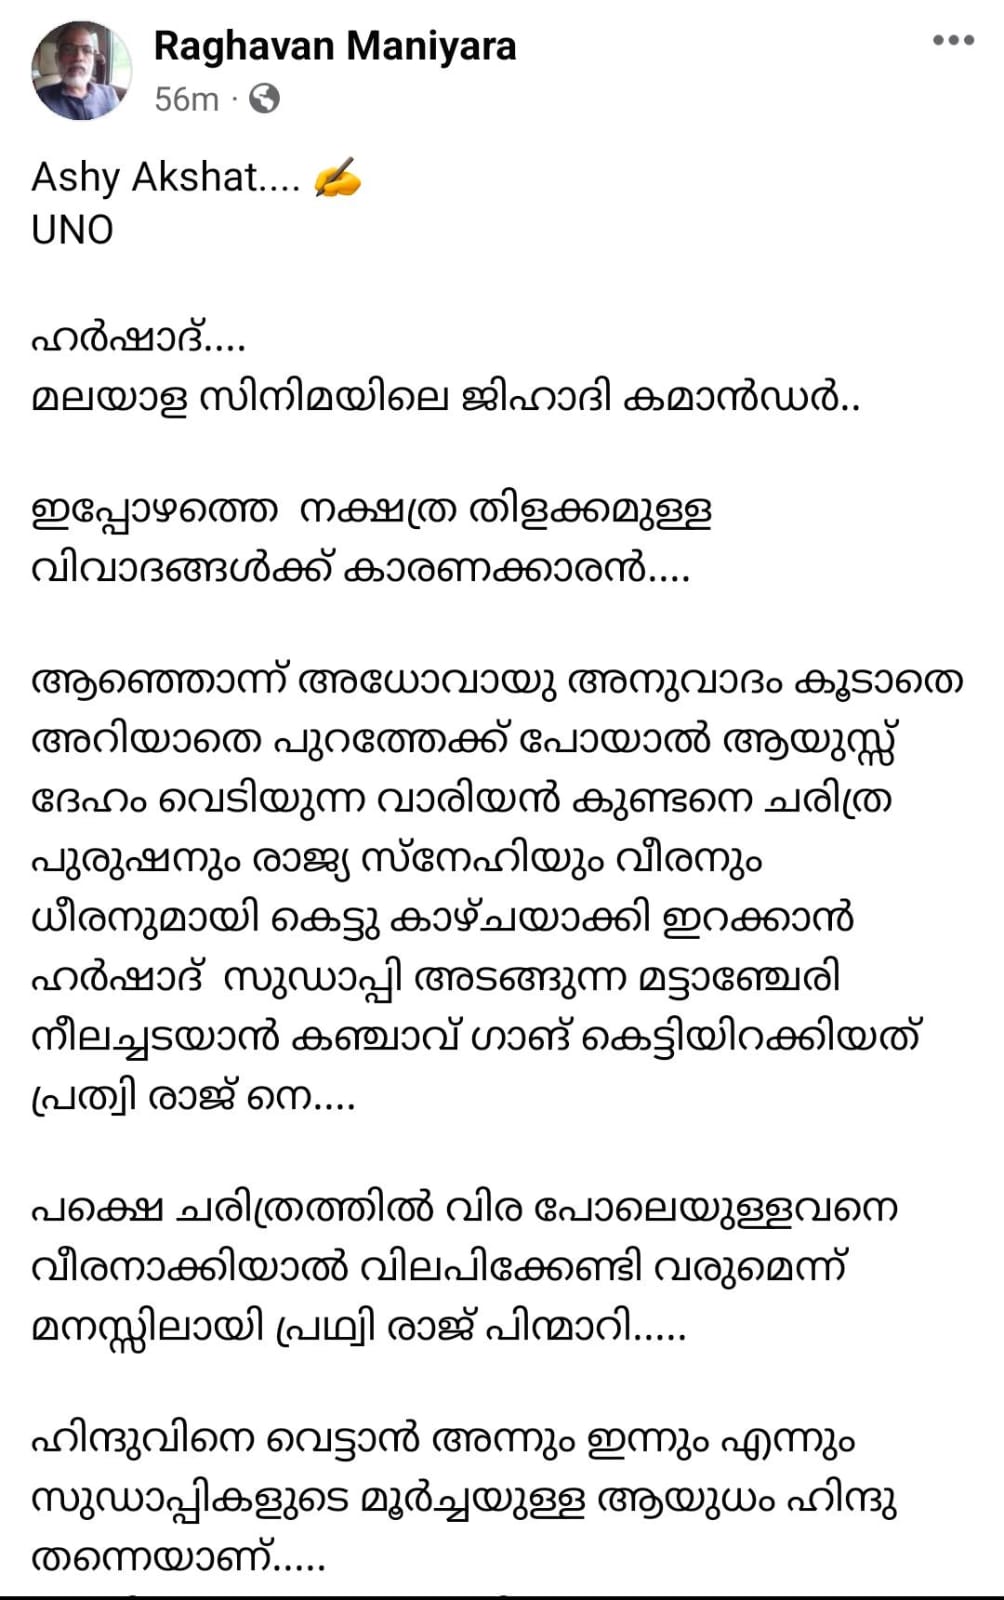 Raghavan Maniyara
56m ·
Ashy Akshat.... ✍
UNO
ഹർഷാദ്....
മലയാള സിനിമയിലെ ജിഹാദി കമാൻഡർ..
ഇപ്പോഴത്തെ നക്ഷത്ര തിളക്കമുള്ള
വിവാദങ്ങൾക്ക് കാരണക്കാരൻ....
ആഞ്ഞൊന്ന് അധോവായു അനുവാദം കൂടാതെ
അറിയാതെ പുറത്തേക്ക് പോയാൽ ആയുസ്സ്
ദേഹം വെടിയുന്ന വാരിയൻ കുണ്ടനെ ചരിത്ര
പുരുഷനും രാജ്യ സ്നേഹിയും വീരനും
ധീരനുമായി കെട്ടു കാഴ്ചയാക്കി ഇറക്കാൻ
ഹർഷാദ് സുഡാപ്പി അടങ്ങുന്ന മട്ടാഞ്ചേരി
നീലച്ചടയാൻ കഞ്ചാവ് ഗാങ് കെട്ടിയിറക്കിയത്
പ്രത്വി രാജ് നെ....
പക്ഷെ ചരിത്രത്തിൽ വിര പോലെയുള്ളവനെ
വീരനാക്കിയാൽ വിലപിക്കേണ്ടി വരുമെന്ന്
മനസ്സിലായി പ്രഥ്വി രാജ് പിന്മാറി.....
ഹിന്ദുവിനെ വെട്ടാൻ അന്നും ഇന്നും എന്നും
സുഡാപ്പികളുടെ മൂർച്ചയുള്ള ആയുധം ഹിന്ദു
തന്നെയാണ്.....